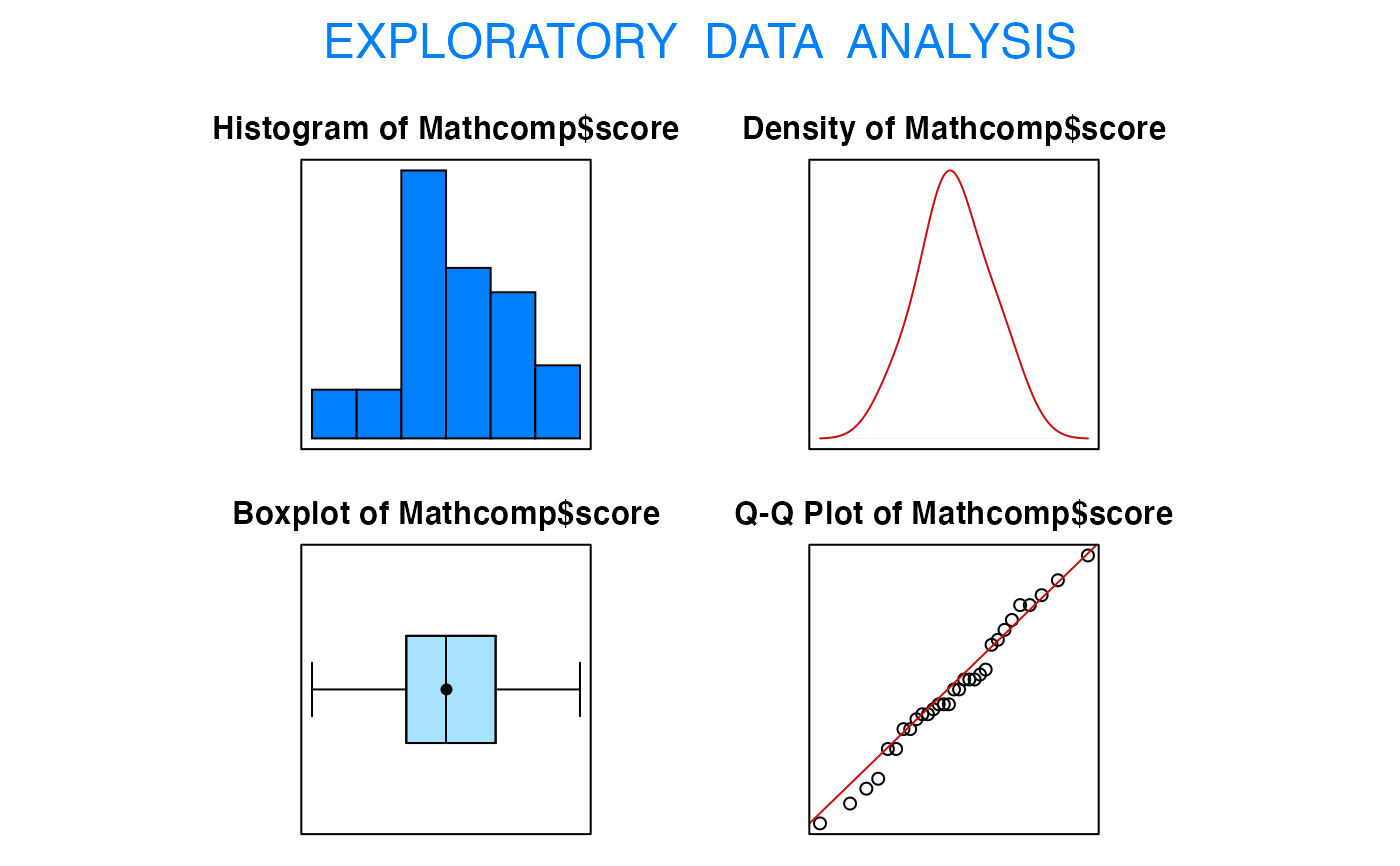 EXPLORATORY DATA ANALYSIS
Histogram of Mathcomp$score
Density of Mathcomp$score
Boxplot of Mathcomp$score
Q-Q Plot of Mathcomp$score